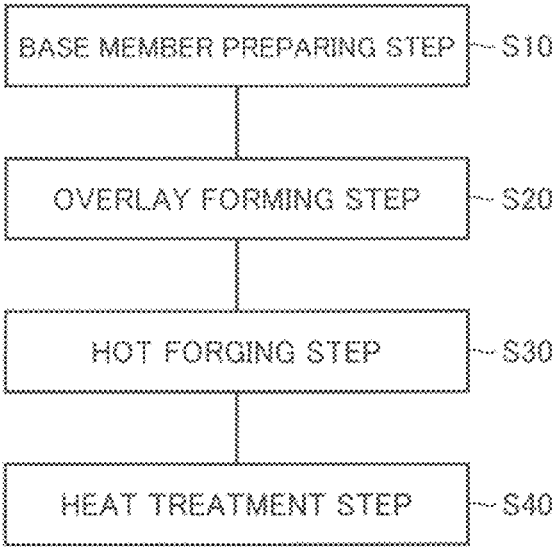 BASE MEMBER PREPARING STEP S10
OVERLAY FORMING STEP S20
HOT FORGING STEP S30
HEAT TREATMENT STEP S40